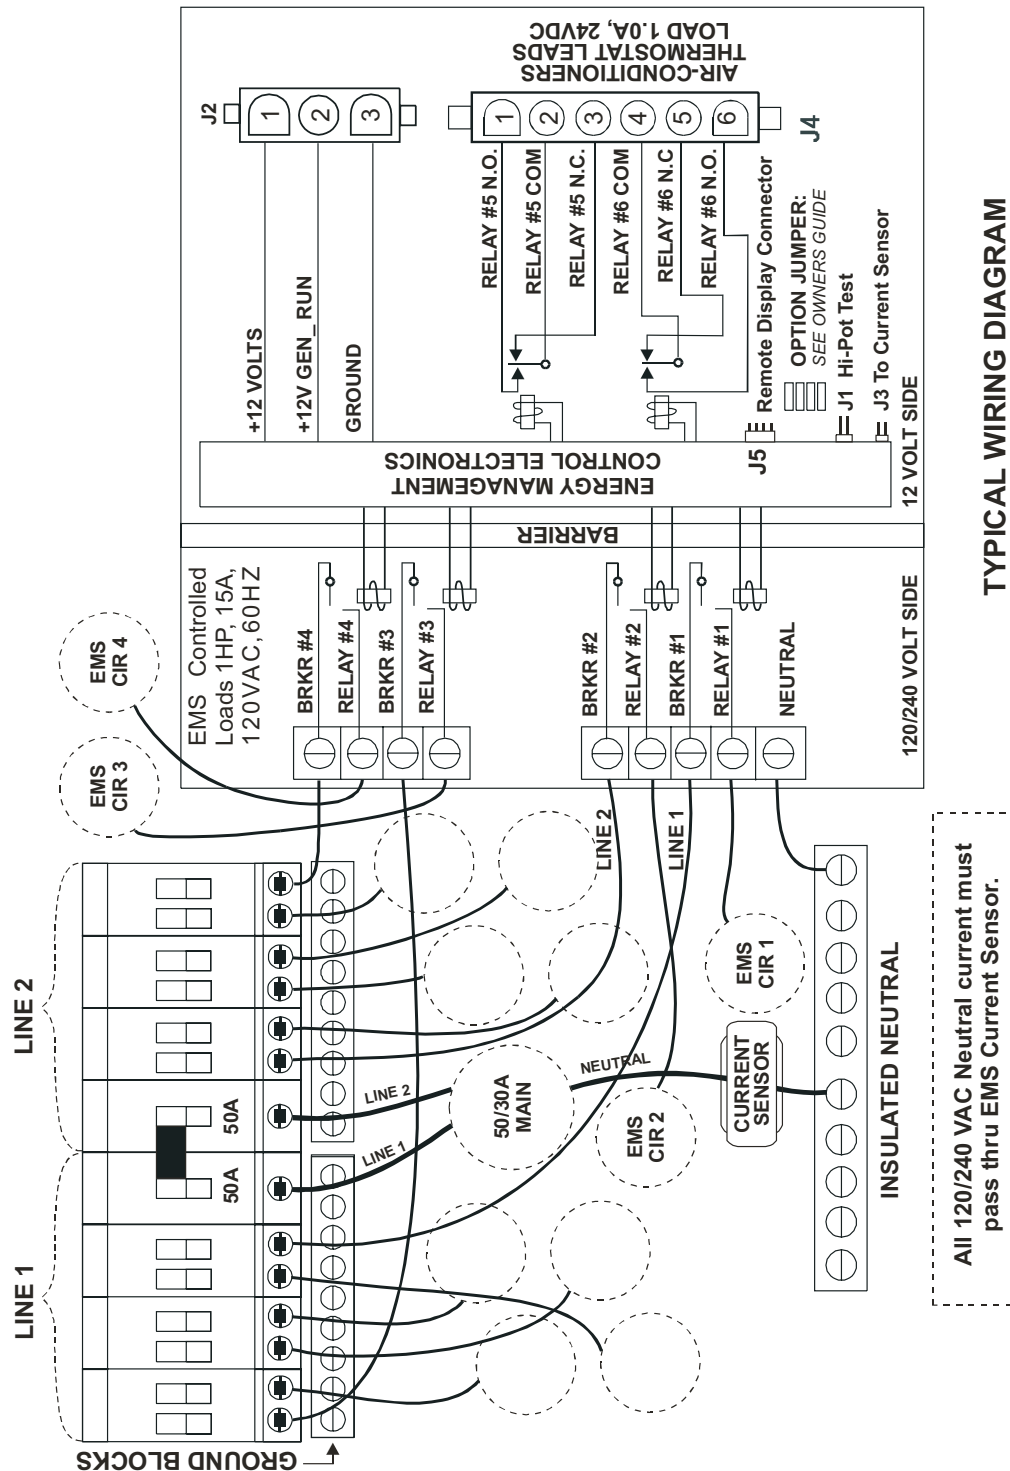 LINE 1
LINE 2
50A
50A
GROUND BLOCKS
LINE 1
LINE 2
50/30A
MAIN
NEUTRAL
CURRENT
SENSOR
EMS
CIR 1
EMS
CIR 2
EMS
CIR 3
EMS
CIR 4
INSULATED NEUTRAL
LINE 2
LINE 1
EMS Controlled
Loads 1HP, 15A,
120VAC, 60HZ
BRKR #4
RELAY #4
BRKR #3
RELAY #3
BRKR #2
RELAY #2
BRKR #1
RELAY #1
NEUTRAL
120/240 VOLT SIDE
BARRIER
ENERGY MANAGEMENT
CONTROL ELECTRONICS
12 VOLT SIDE
+12 VOLTS
+12V GEN_ RUN
GROUND
J2
1
2
3
RELAY #5 N.O.
RELAY #5 COM
RELAY #5 N.C.
RELAY #6 COM
RELAY #6 N.C
RELAY #6 N.O.
1
2
3
4
5
6
J4
AIR-CONDITIONERS
THERMOSTAT LEADS
LOAD 1.0A, 24VDC
J5
Remote Display Connector
OPTION JUMPER:
SEE OWNERS GUIDE
J1 Hi-Pot Test
J3 To Current Sensor
All 120/240 VAC Neutral current must
pass thru EMS Current Sensor.
TYPICAL WIRING DIAGRAM